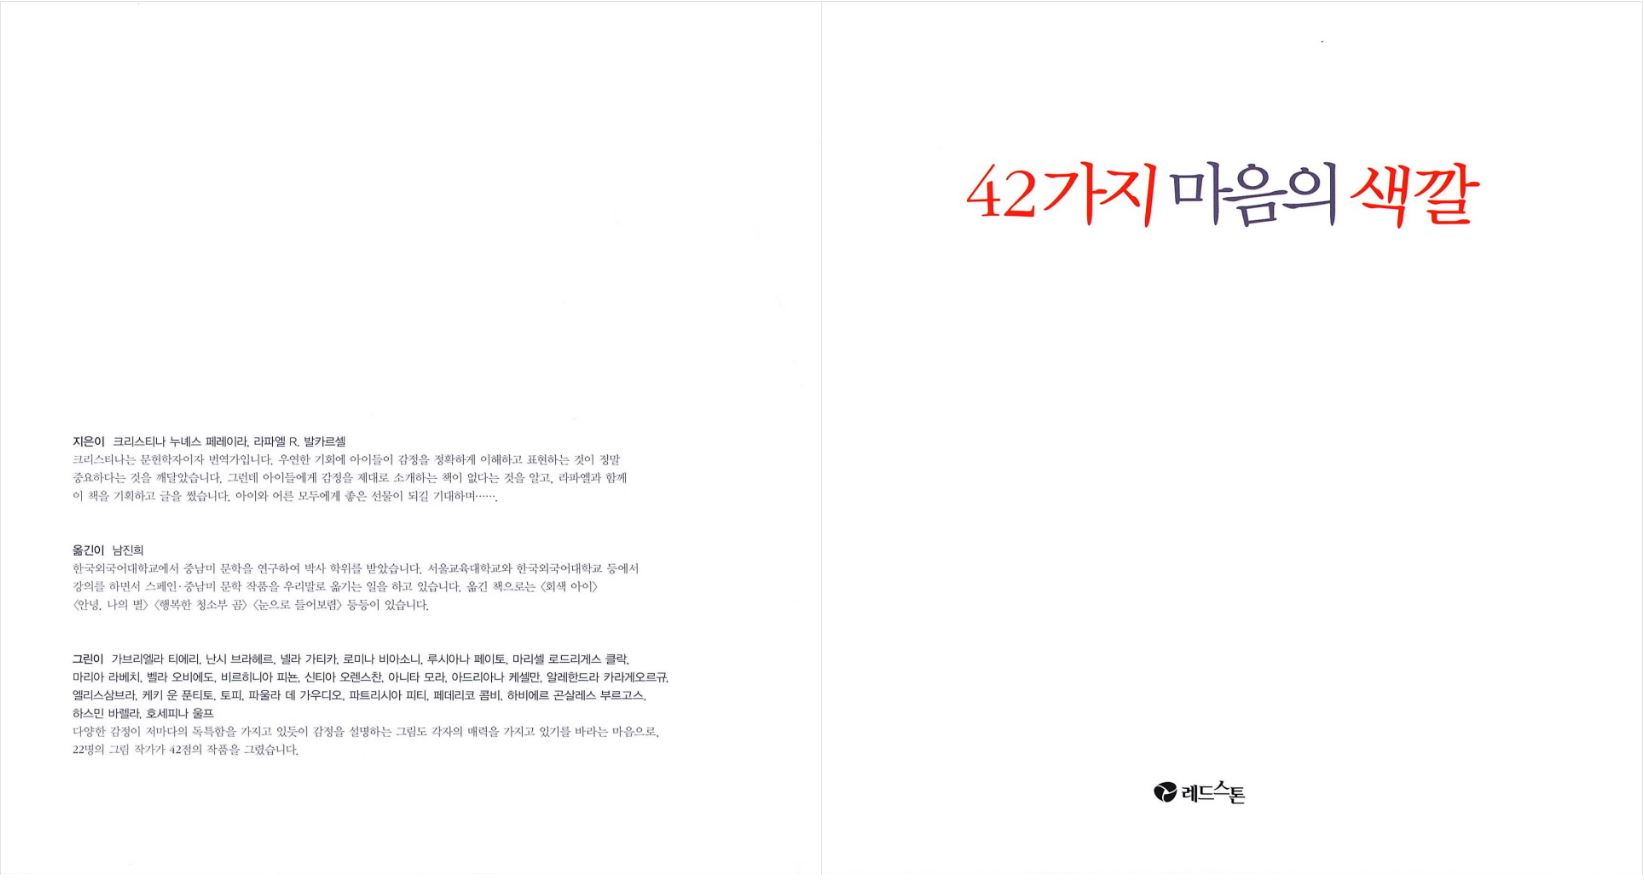 지은이 크리스티나 누녜스 페레이라, 라파엘 R. 발카르셀
크리스티나는 문헌학자이자 번역가입니다. 우연한 기회에 아이들이 감정을 정확하게 이해하고 표현하는 것이 정말
중요하다는 것을 깨달았습니다. 그런데 아이들에게 감정을 제대로 소개하는 책이 없다는 것을 알고, 라파엘과 함께
이 책을 기획하고 글을 썼습니다. 아이와 어른 모두에게 좋은 선물이 되길 기대하며…….
옮긴이 남진희
한국외국어대학교에서 중남미 문학을 연구하여 박사 학위를 받았습니다. 서울교육대학교와 한국외국어대학교 등에서
강의를 하면서 스페인·중남미 문학 작품을 우리말로 옮기는 일을 하고 있습니다. 옮긴 책으로는 〈회색 아이〉
〈안녕, 나의 별〉 〈행복한 청소부 곰〉 〈눈으로 들어보렴〉 등등이 있습니다.
그린이 가브리엘라 티에리, 난시 브라헤르, 넬라 가티카, 로미나 비아소니, 루시아나 페이토, 마리셀 로드리게스 클락,
마리아 라베치, 벨라 오비에도, 비르히니아 피뇬, 신티아 오렌스찬, 아니타 모라, 아드리아나 케셀만, 알레한드라 카라게오르규,
엘리스삼브라, 케키 운 푼티토, 토피, 파울라 데 가우디오, 파트리시아 피티, 페데리코 콤비, 하비에르 곤살레스 부르고스,
하스민 바렐라, 호세피나 울프
다양한 감정이 저마다의 독특함을 가지고 있듯이 감정을 설명하는 그림도 각자의 매력을 가지고 있기를 바라는 마음으로,
22명의 그림 작가가 42점의 작품을 그렸습니다.
42가지 마음의 색깔
레드스톤